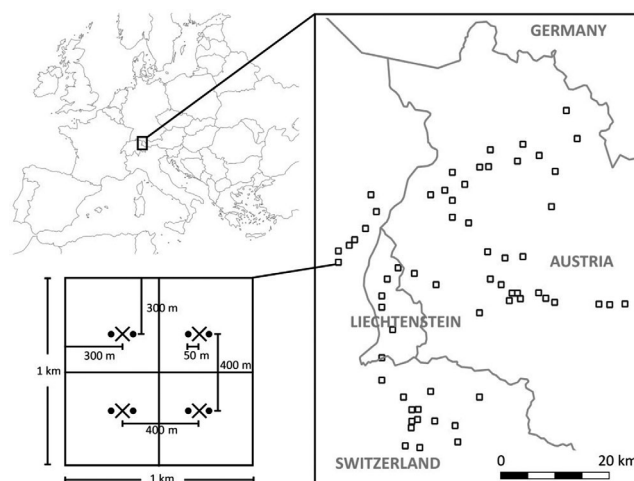 GERMANY
AUSTRIA
LIECHTENSTEIN
SWITZERLAND
0 20 km
300 m
300 m
50 m
400 m
1 km
400 m
1 km